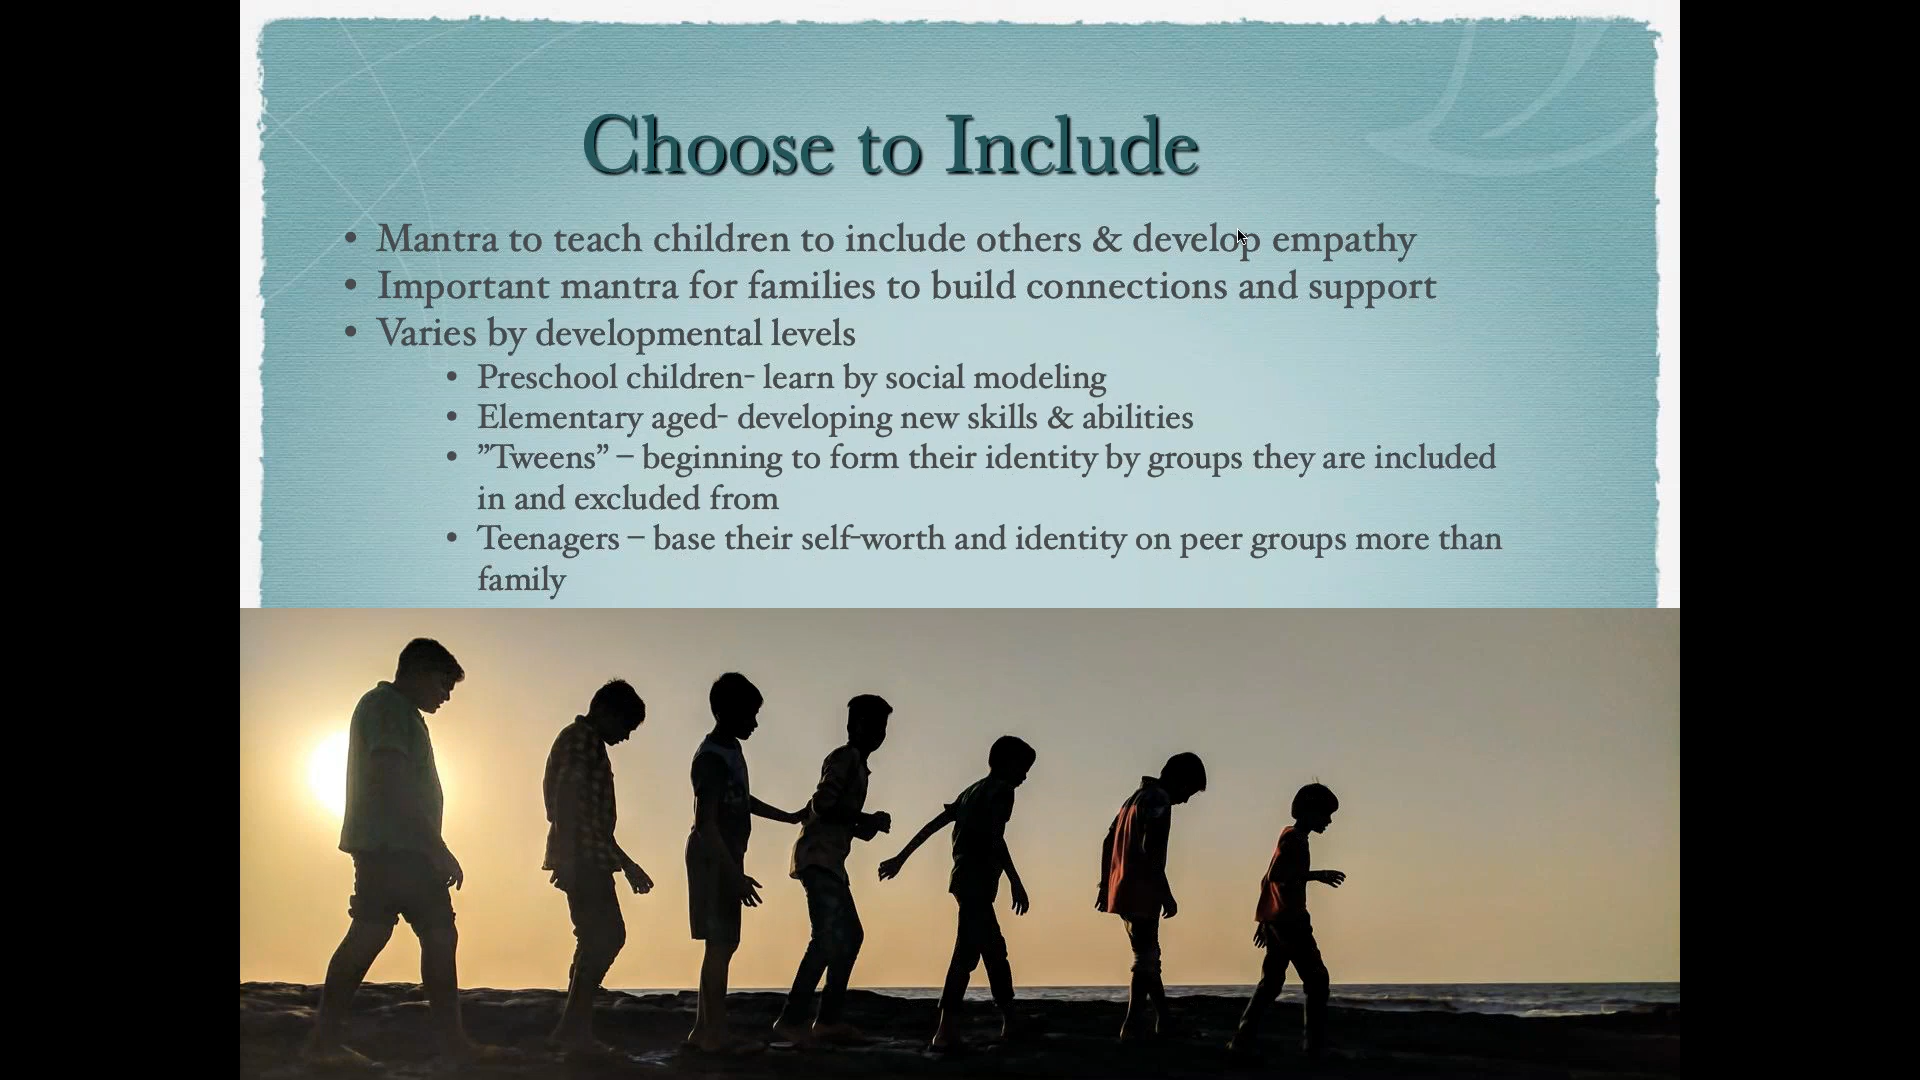 Choose to Include
• Mantra to teach children to include others & develop empathy
• Important mantra for families to build connections and support
• Varies by developmental levels
• Preschool children- learn by social modeling
• Elementary aged- developing new skills & abilities
• ”Tweens” – beginning to form their identity by groups they are included
in and excluded from
• Teenagers – base their self-worth and identity on peer groups more than
family